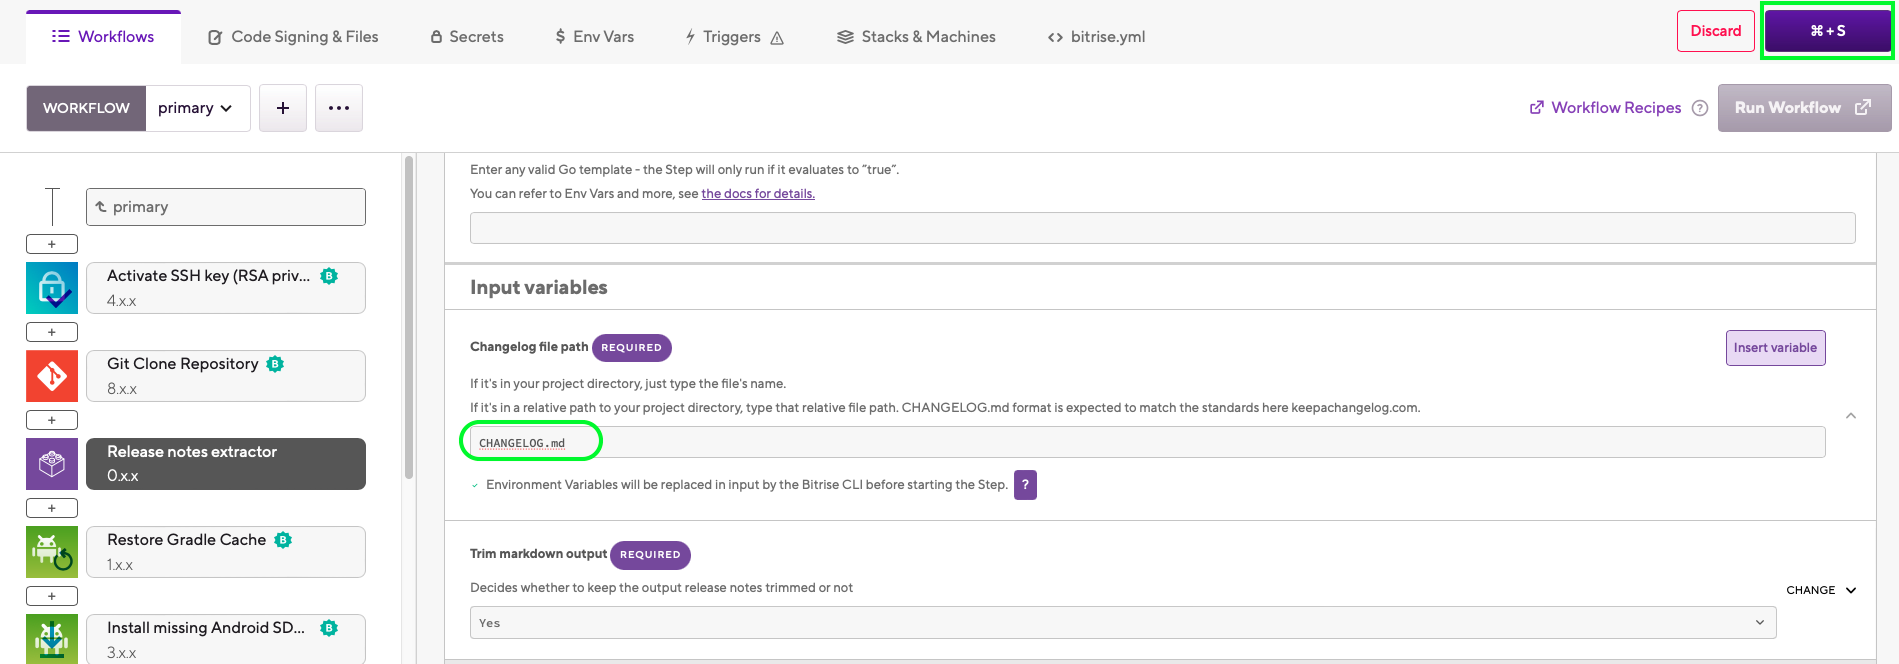 Workflows
Code Signing & Files
Secrets
$ Env Vars
Triggers
Stacks & Machines
<> bitrise.yml
Discard
⌘ + S
WORKFLOW
primary
+
...
Workflow Recipes
?
Run Workflow
primary
+
Activate SSH key (RSA priv... B
4.x.x
+
Git Clone Repository B
8.x.x
+
Release notes extractor
0.x.x
+
Restore Gradle Cache B
1.x.x
+
Install missing Android SD... B
3.x.x
Enter any valid Go template - the Step will only run if it evaluates to “true”.
You can refer to Env Vars and more, see the docs for details.
Input variables
Changelog file path REQUIRED
Insert variable
If it's in your project directory, just type the file's name.
If it's in a relative path to your project directory, type that relative file path. CHANGELOG.md format is expected to match the standards here keepachangelog.com.
CHANGELOG.md
Environment Variables will be replaced in input by the Bitrise CLI before starting the Step. ?
Trim markdown output REQUIRED
Decides whether to keep the output release notes trimmed or not
CHANGE
Yes